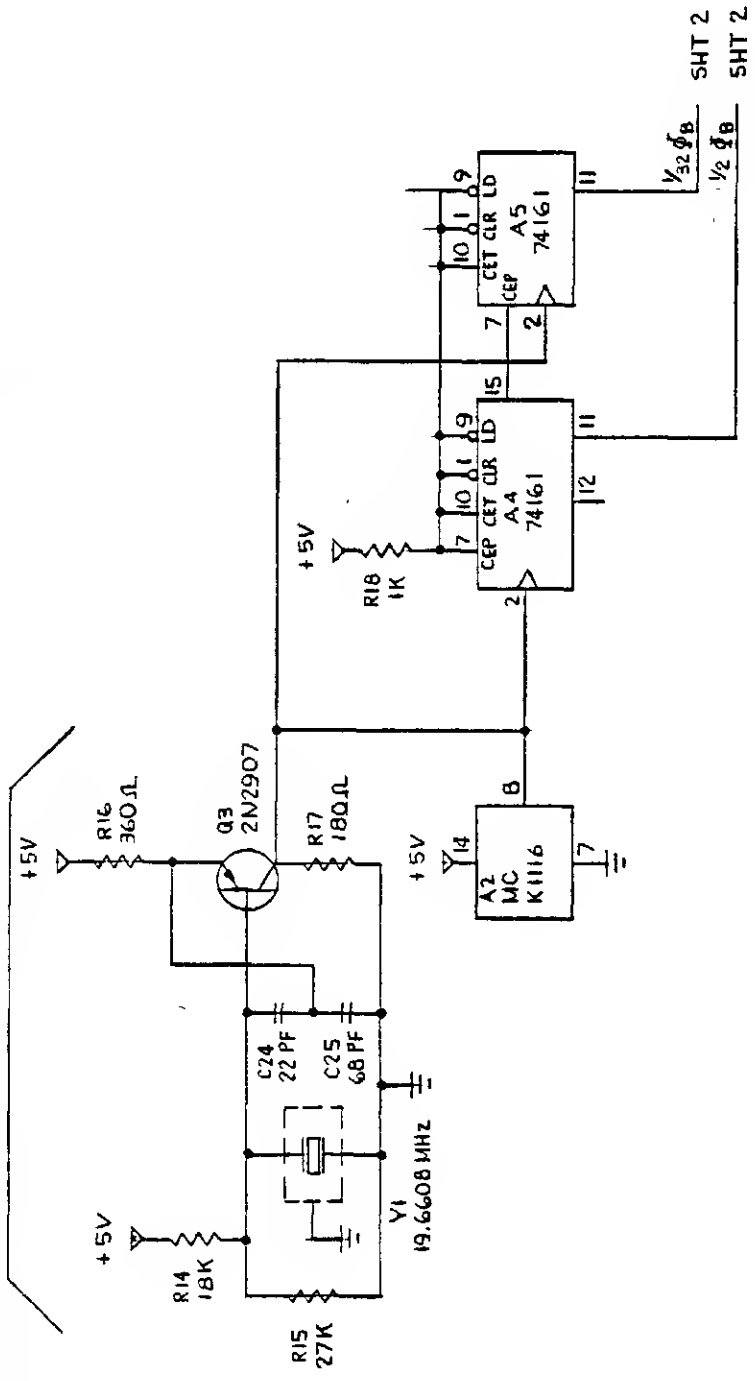 +5V
R14
18K
R15
27K
Y1
19.6608 MHz
C24
22 PF
C25
68 PF
+5V
R16
360Ω
Q3
2N2907
R17
180Ω
+5V
14
A2
MC
K1116
8
7
+5V
R18
1K
7 10 1 9
CEP CET CLR LD
A4
74161
2
15
12
11
10 1 9
CET CLR LD
7
CEP
A5
74161
2
11
1/32 ΦB SHT 2
1/2 ΦB SHT 2